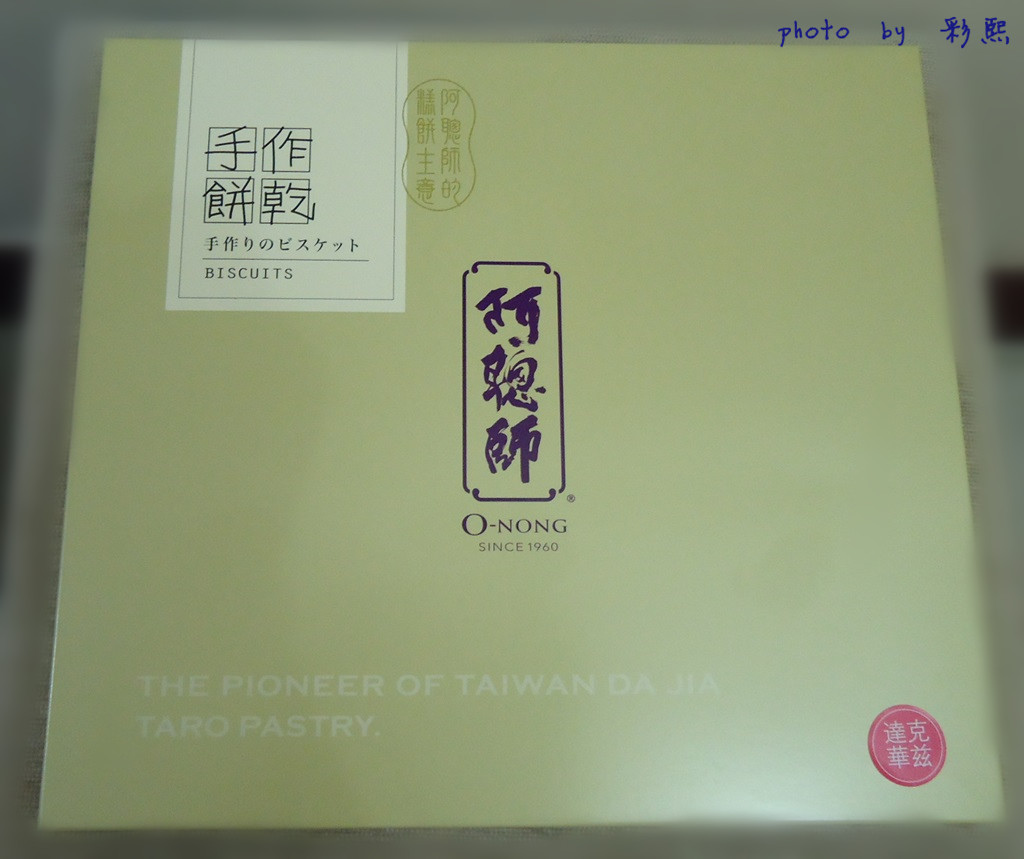 photo by 彩熙
手作
餅乾
手作りのビスケット
BISCUITS
阿聰師的
糕餅主意
阿聰師
®
O-NONG
SINCE 1960
THE PIONEER OF TAIWAN DA JIA
TARO PASTRY.
克茲
達華